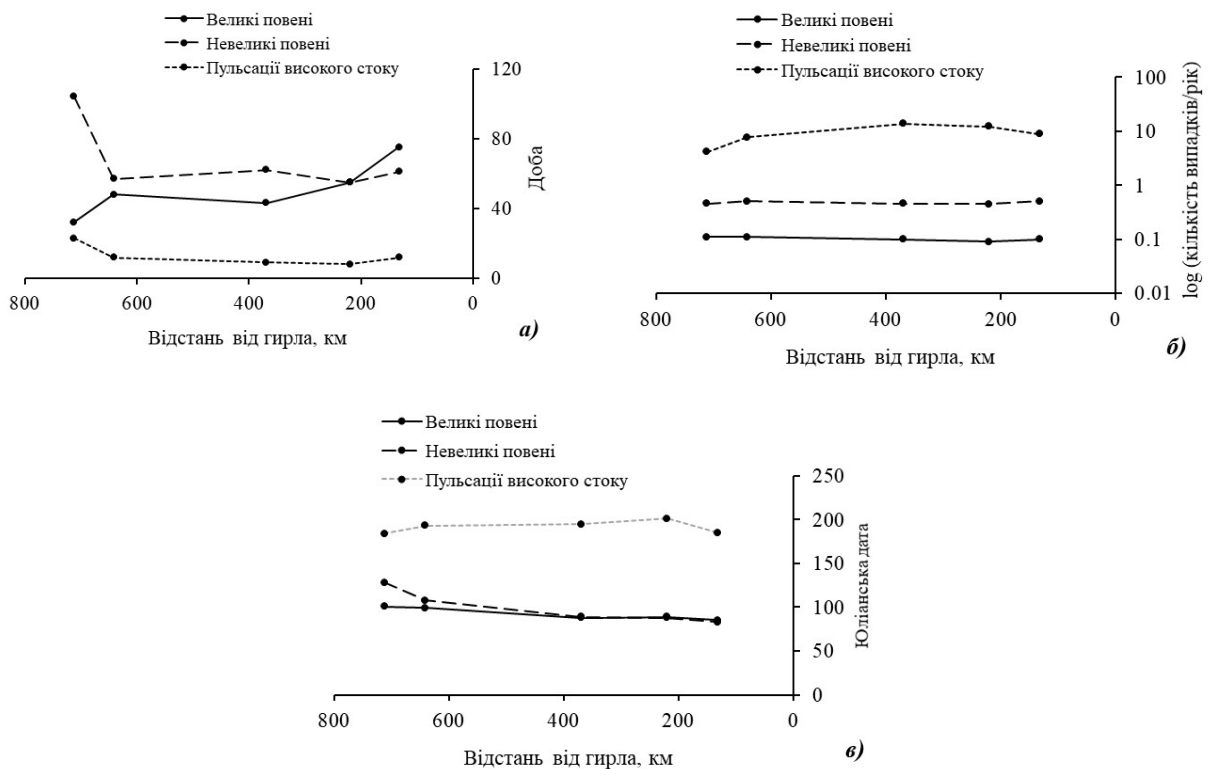 Великі повені
Невеликі повені
Пульсації високого стоку
120
80
40
0
Доба
800 600 400 200 0
Відстань від гирла, км
а)
Великі повені
Невеликі повені
Пульсації високого стоку
100
10
1
0.1
0.01
log (кількість випадків/рік)
800 600 400 200 0
Відстань від гирла, км
б)
Великі повені
Невеликі повені
Пульсації високого стоку
250
200
150
100
50
0
Юліанська дата
800 600 400 200 0
Відстань від гирла, км
в)